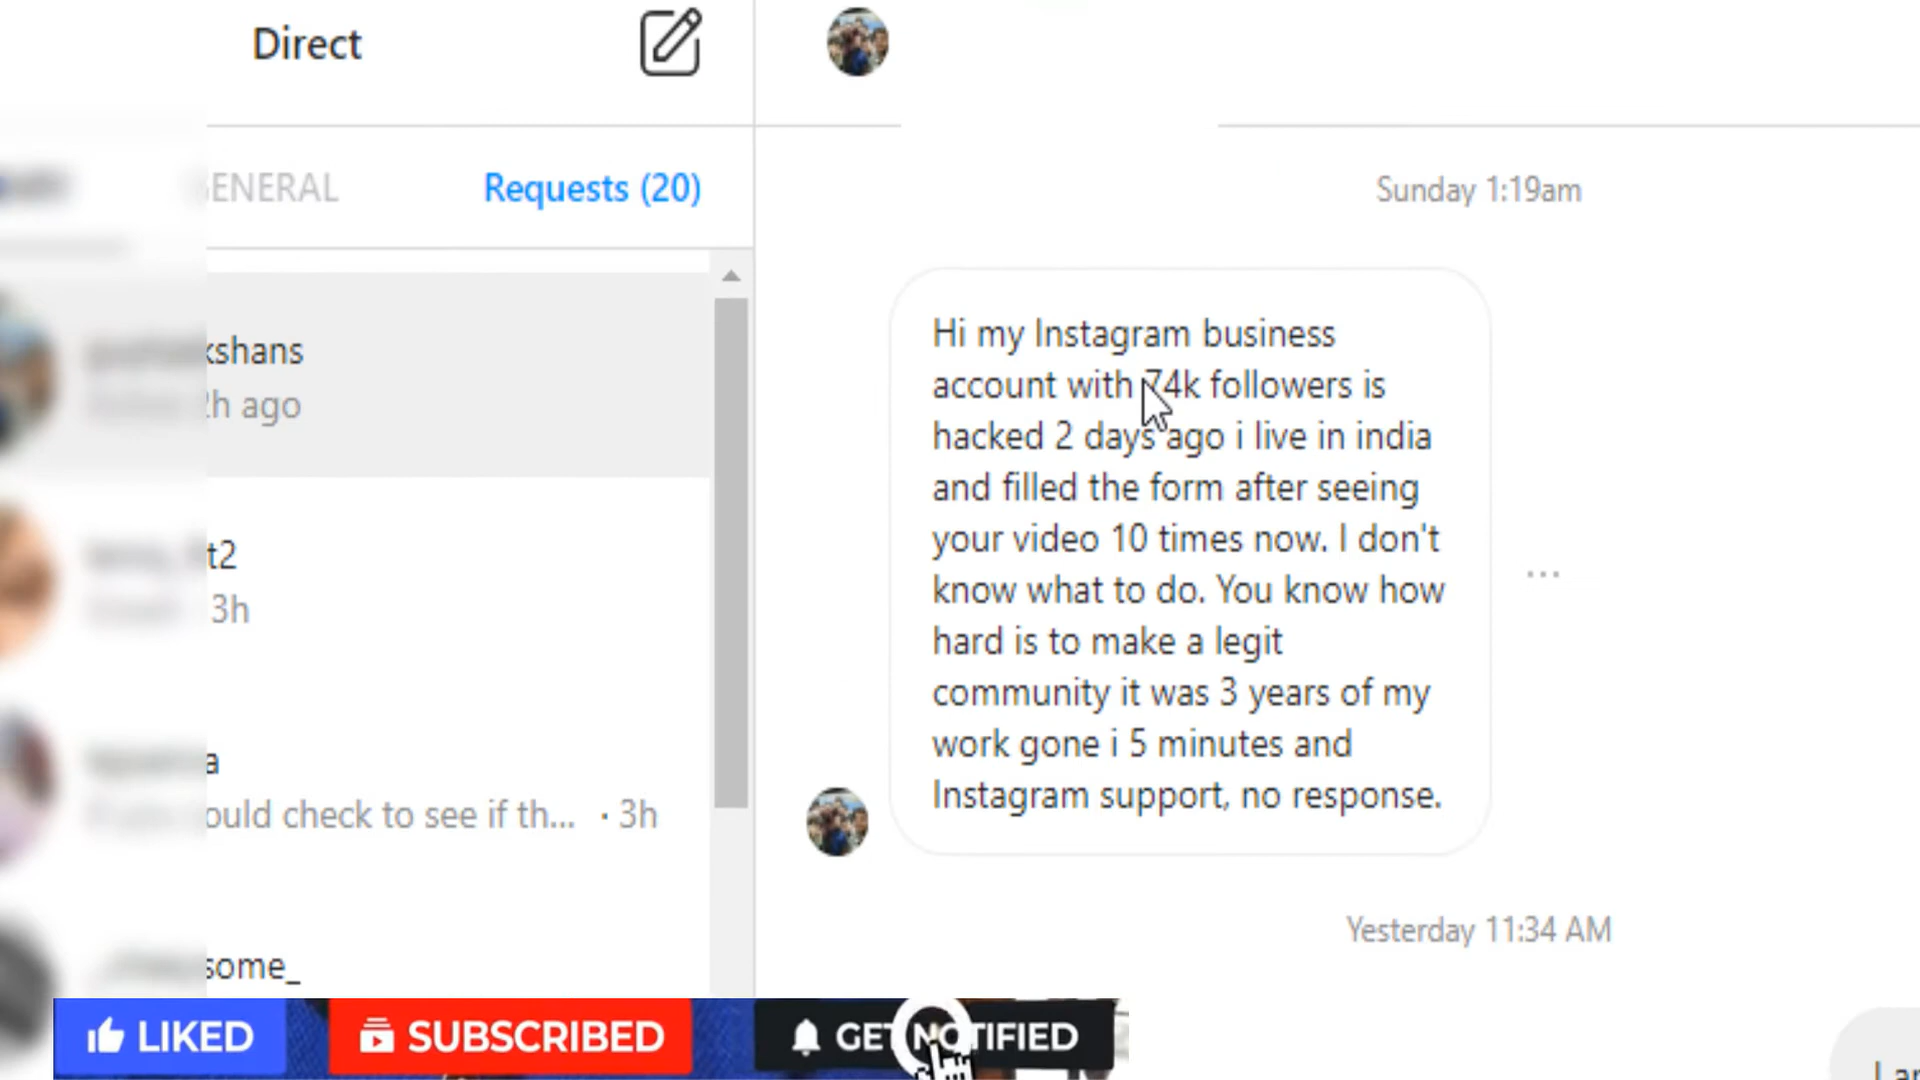 Direct
GENERAL
Requests (20)
kshans
2h ago
t2
3h
a
ould check to see if th... · 3h
some_
Sunday 1:19am
Hi my Instagram business
account with 74k followers is
hacked 2 days ago i live in india
and filled the form after seeing
your video 10 times now. I don't
know what to do. You know how
hard is to make a legit
community it was 3 years of my
work gone i 5 minutes and
Instagram support, no response.
Yesterday 11:34 AM
LIKED
SUBSCRIBED
GET NOTIFIED